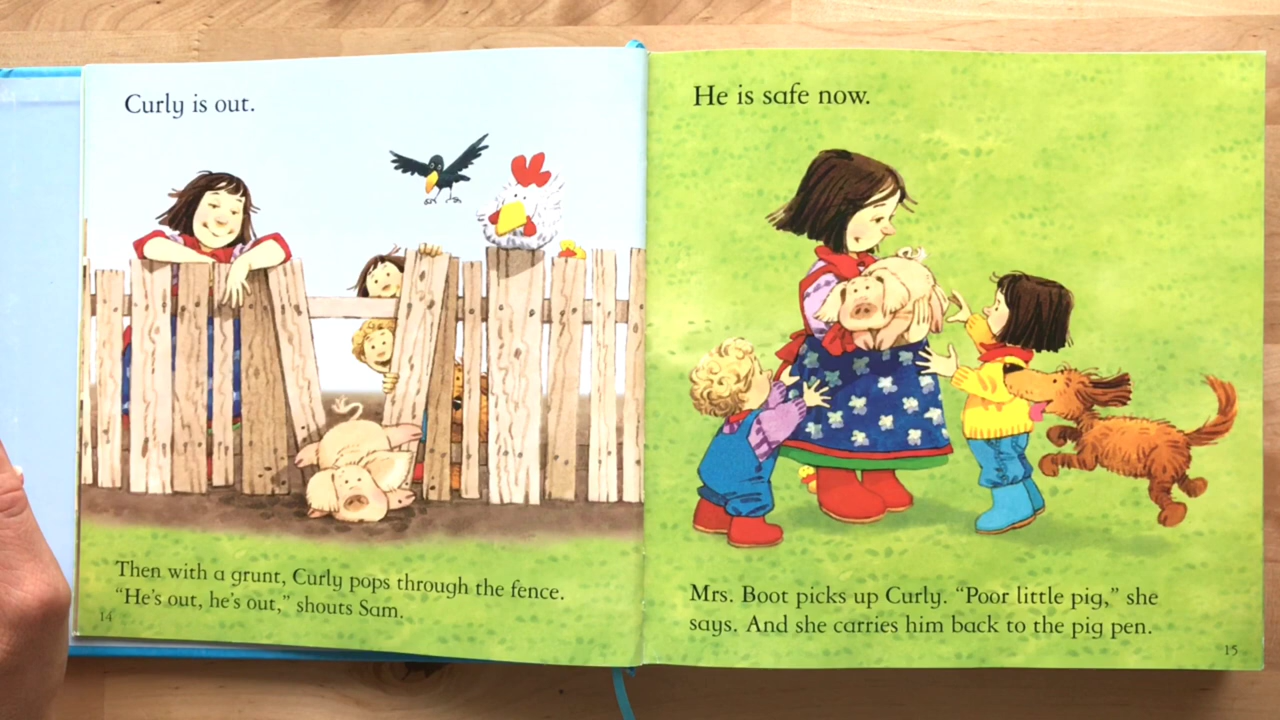 Curly is out.
Then with a grunt, Curly pops through the fence.
“He’s out, he’s out,” shouts Sam.
14
He is safe now.
Mrs. Boot picks up Curly. “Poor little pig,” she
says. And she carries him back to the pig pen.
15